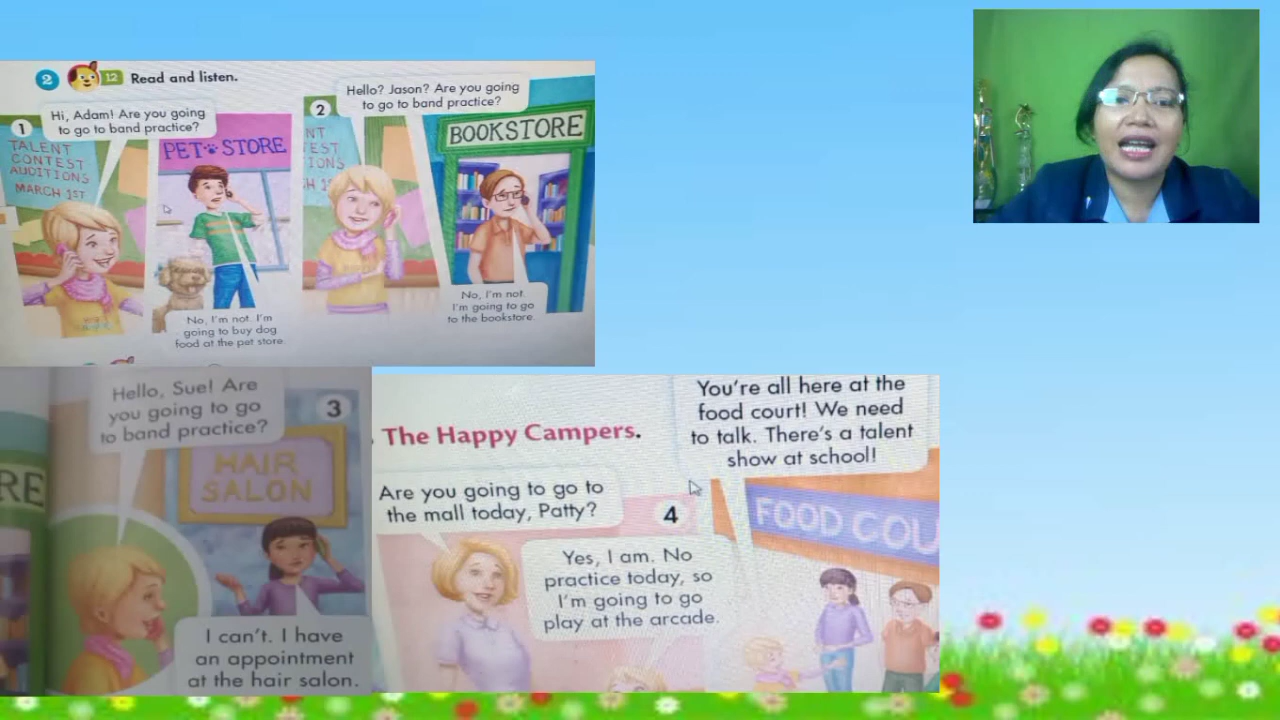 2
12
Read and listen.
1
Hi, Adam! Are you going
to go to band practice?
TALENT
CONTEST
AUDITIONS
MARCH 1ST
PET STORE
No, I'm not. I'm
going to buy dog
food at the pet store.
2
Hello? Jason? Are you going
to go to band practice?
NT
EST
IONS
H 1S
BOOKSTORE
No, I'm not.
I'm going to go
to the bookstore.
RE
Hello, Sue! Are
you going to go
to band practice?
3
HAIR
SALON
I can't. I have
an appointment
at the hair salon.
The Happy Campers.
Are you going to go to
the mall today, Patty?
4
Yes, I am. No
practice today, so
I'm going to go
play at the arcade.
You're all here at the
food court! We need
to talk. There's a talent
show at school!
FOOD COU